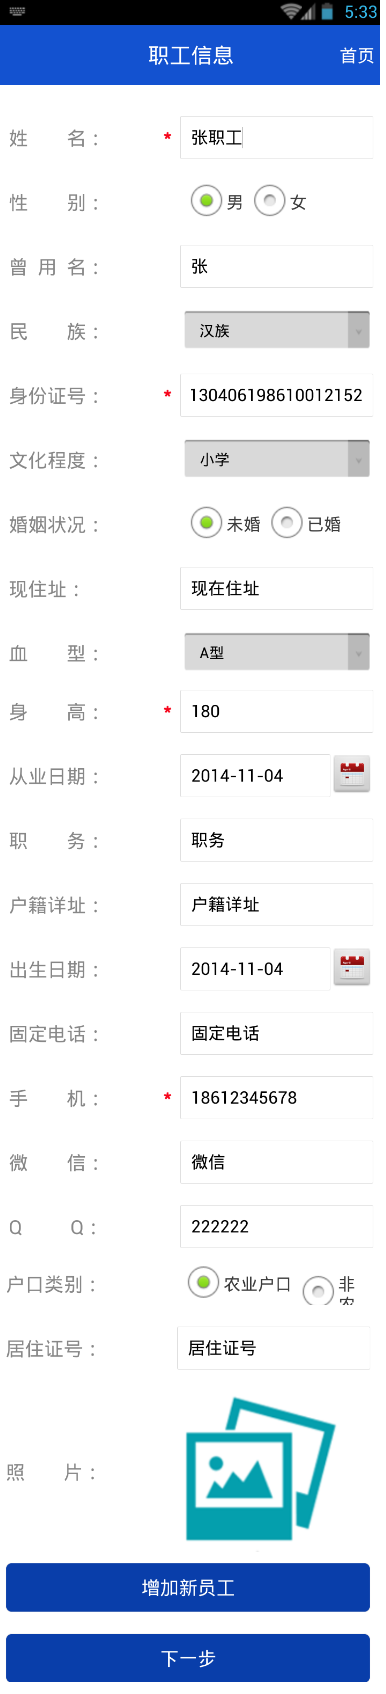 5:33
职工信息 首页
姓 名： * 张职工
性 别： 男 女
曾 用 名： 张
民 族： 汉族
身份证号： * 130406198610012152
文化程度： 小学
婚姻状况： 未婚 已婚
现住址： 现在住址
血 型： A型
身 高： * 180
从业日期： 2014-11-04
职 务： 职务
户籍详址： 户籍详址
出生日期： 2014-11-04
固定电话： 固定电话
手 机： * 18612345678
微 信： 微信
Q Q： 222222
户口类别： 农业户口 非
农
居住证号： 居住证号
照 片：
增加新员工
下一步